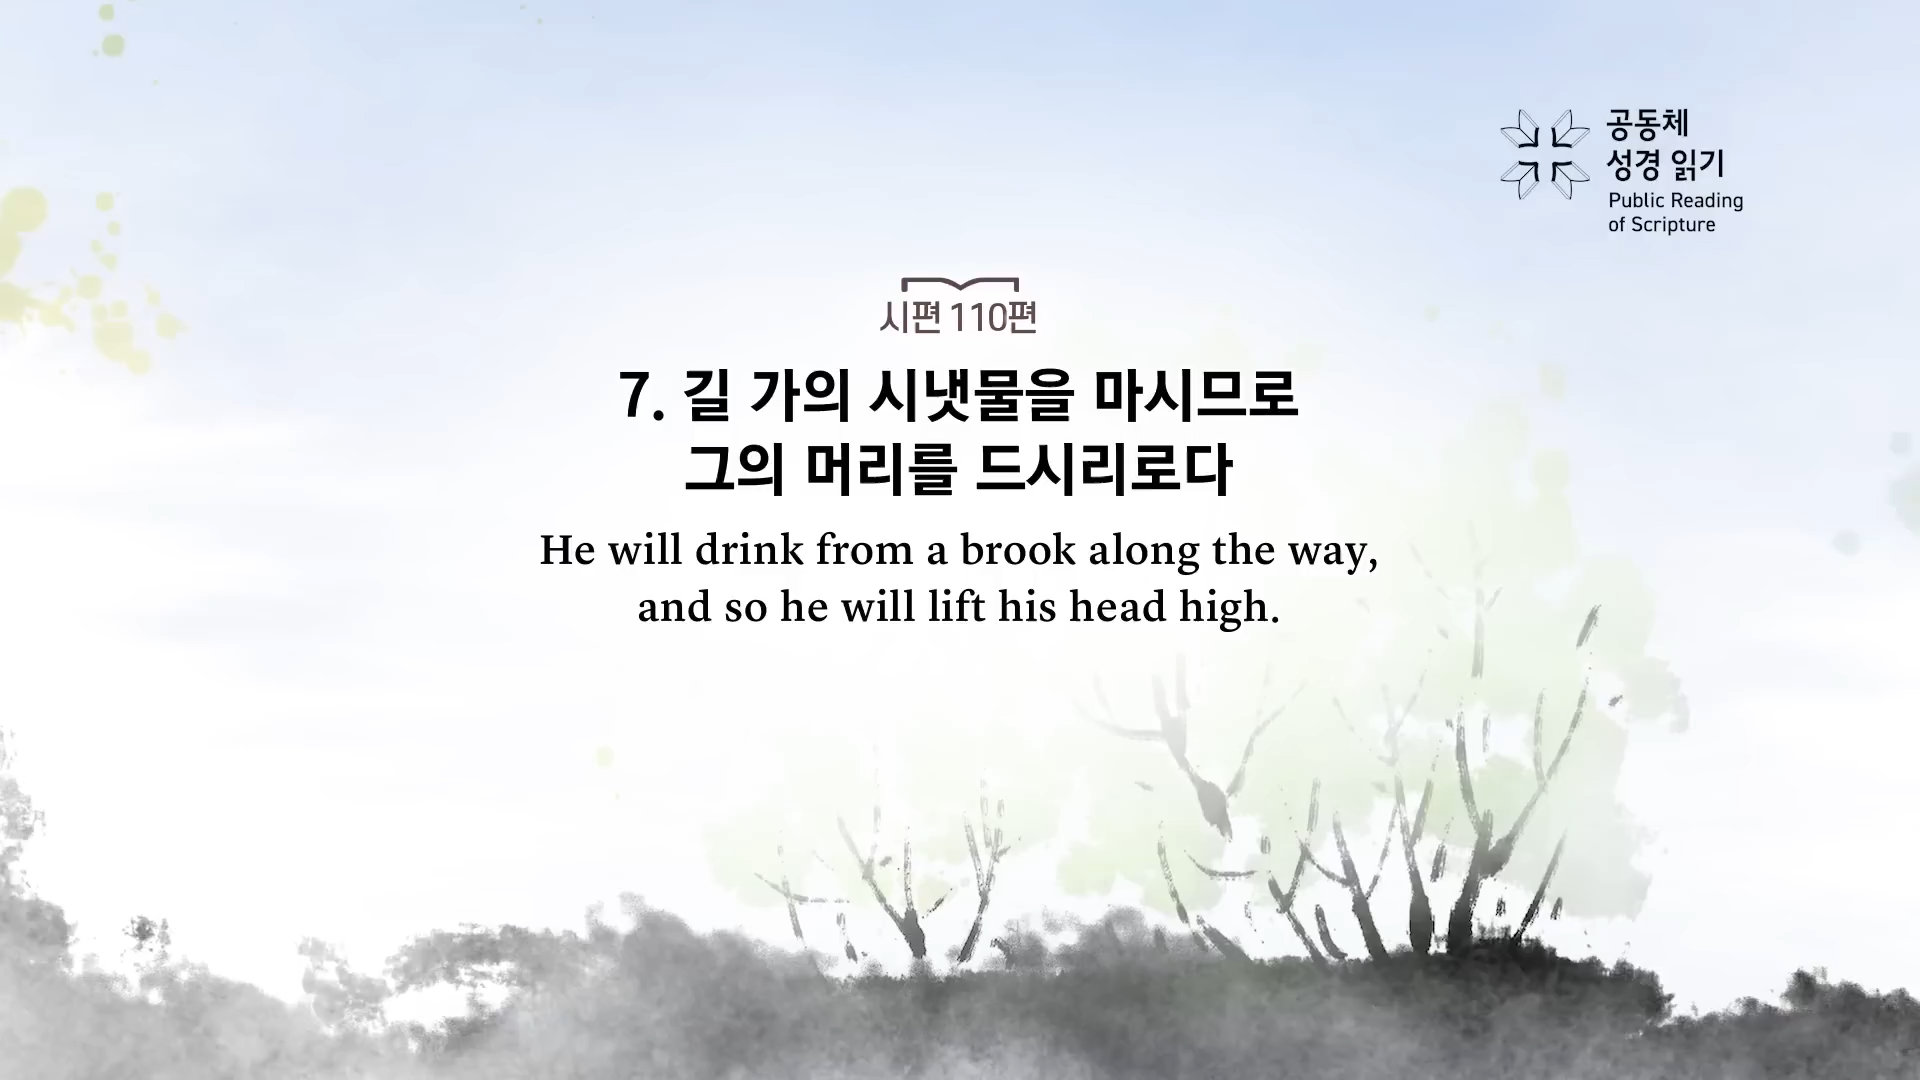 공동체
성경 읽기
Public Reading
of Scripture
시편 110편
7. 길 가의 시냇물을 마시므로
그의 머리를 드시리로다
He will drink from a brook along the way,
and so he will lift his head high.